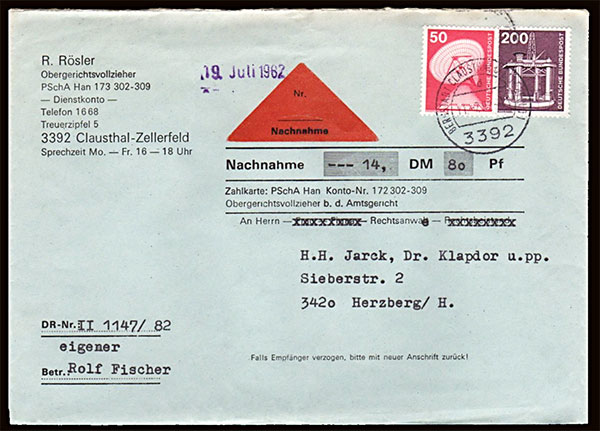 R. Rösler
Obergerichtsvollzieher
PSchA Han 173 302-309
— Dienstkonto —
Telefon 16 68
Treuerzipfel 5
3392 Clausthal-Zellerfeld
Sprechzeit Mo. — Fr. 16 — 18 Uhr
19. Juli 1982
Nr.
Nachnahme
50
DEUTSCHE BUNDESPOST
200
DEUTSCHE BUNDESPOST
3392
Nachnahme --- 14, DM 80 Pf
Zahlkarte: PSchA Han Konto-Nr. 172 302-309
Obergerichtsvollzieher b. d. Amtsgericht
An Herrn — — Rechtsanwalt e —
H.H. Jarck, Dr. Klapdor u.pp.
Sieberstr. 2
342o Herzberg/ H.
DR-Nr. II 1147/ 82
eigener
Betr. Rolf Fischer
Falls Empfänger verzogen, bitte mit neuer Anschrift zurück!